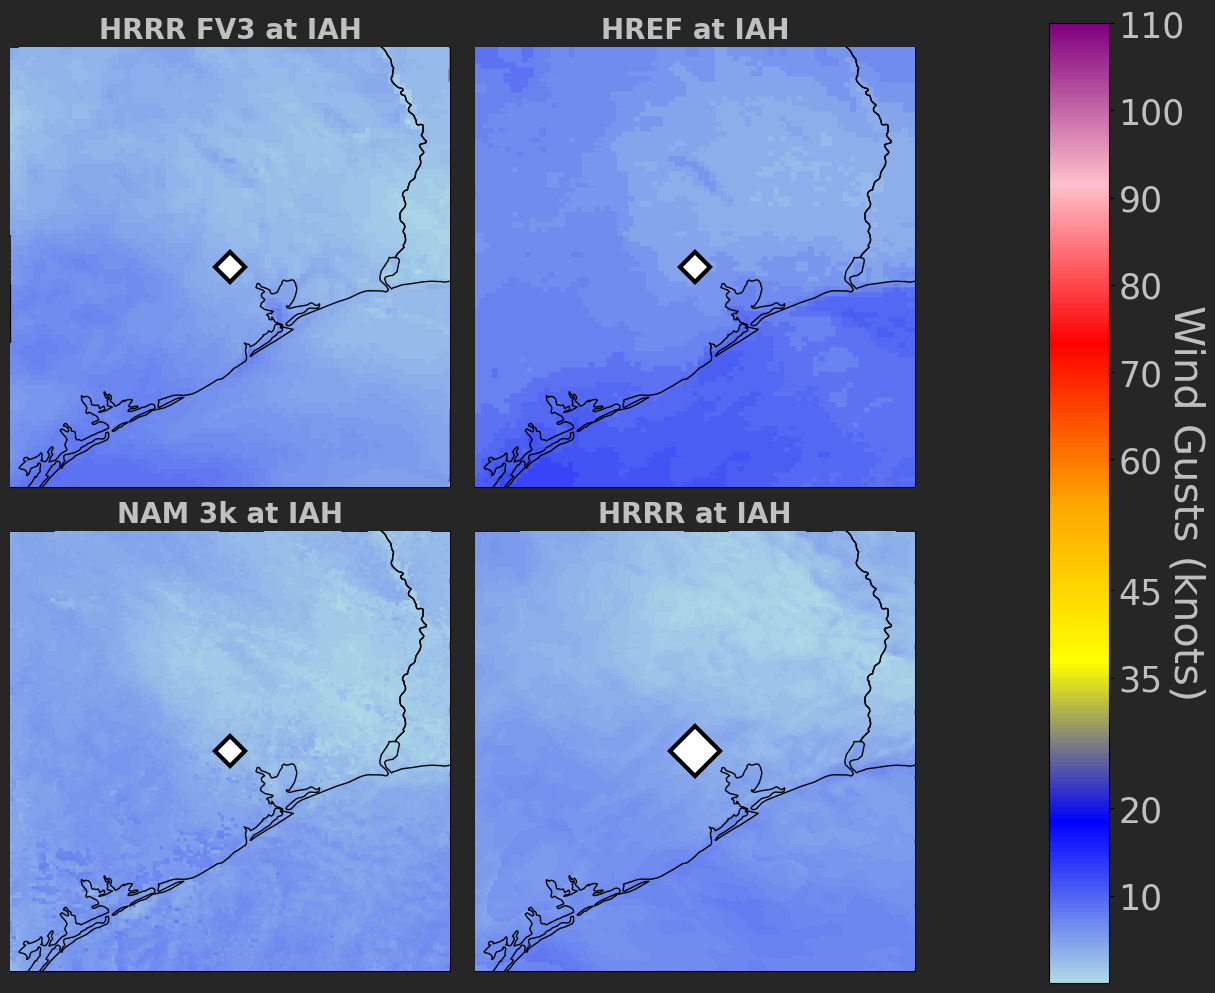 HRRR FV3 at IAH
HREF at IAH
NAM 3k at IAH
HRRR at IAH
110
100
90
80
70
60
45
35
20
10
Wind Gusts (knots)